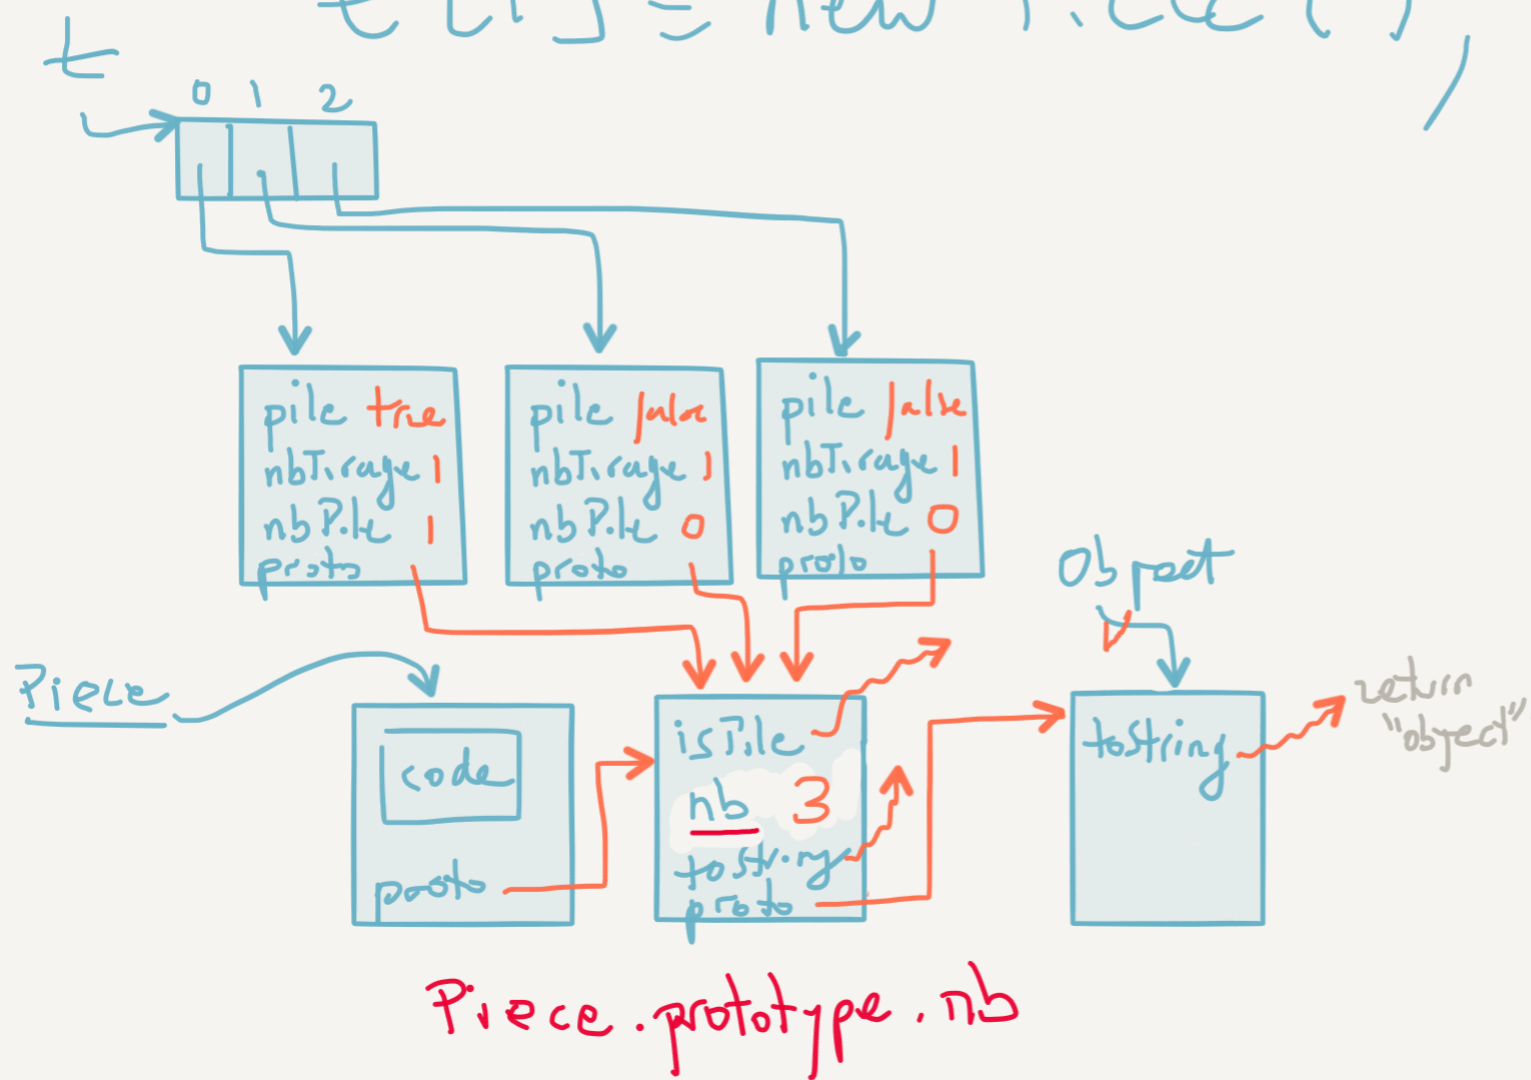 t[i] = new Piece();
t
0 1 2
pile true
nbTirage 1
nbPile 1
proto
pile false
nbTirage 1
nbPile 0
proto
pile false
nbTirage 1
nbPile 0
proto
Object
Piece
code
proto
isPile
nb 3
toString
proto
toString
return
"object"
Piece.prototype.nb